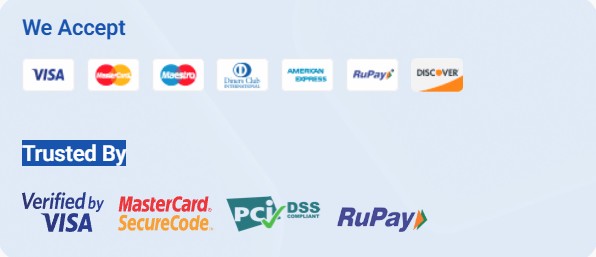 We Accept
VISA MasterCard Maestro Diners Club INTERNATIONAL AMERICAN EXPRESS RuPay DISCOVER
Trusted By
Verified by VISA MasterCard. SecureCode. PCi DSS COMPLIANT RuPay